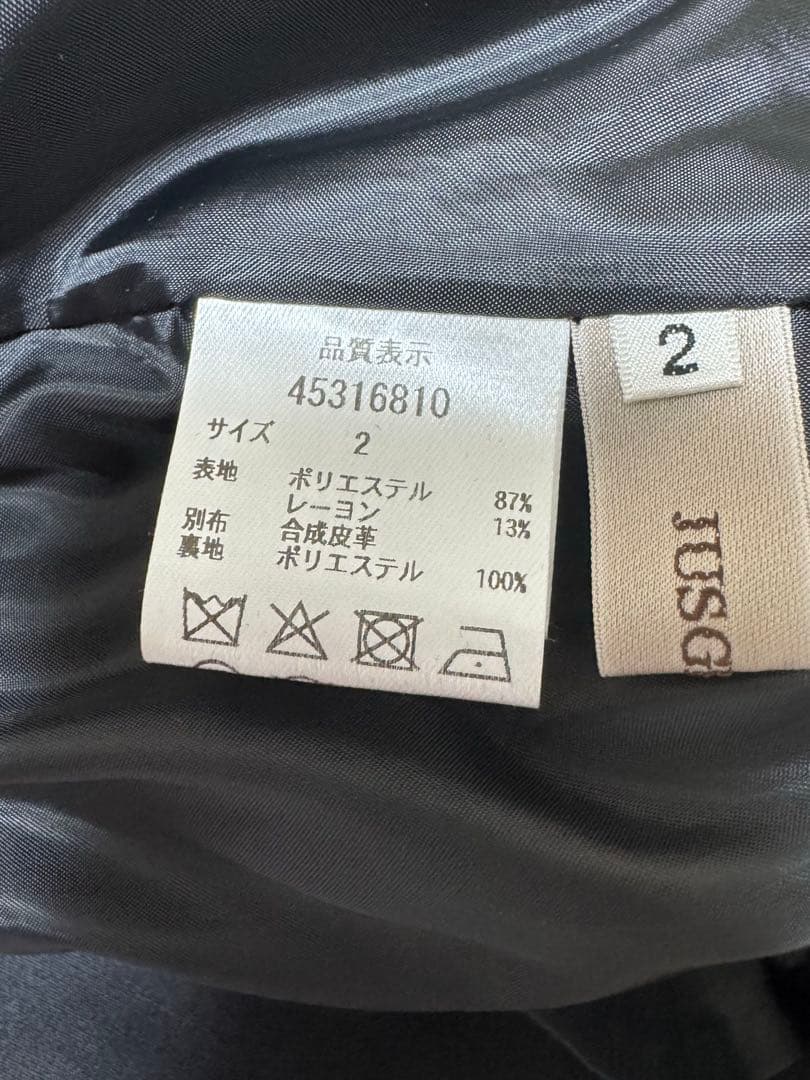 品質表示
45316810
サイズ 2
表地 ポリエステル 87%
レーヨン 13%
別布 合成皮革
裏地 ポリエステル 100%
2
JUSG